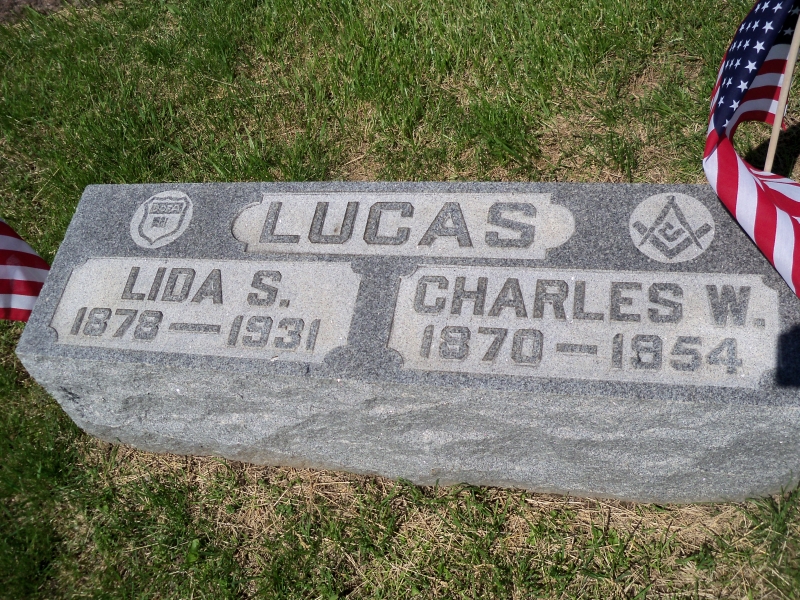 LUCAS
LIDA S.
1878 — 1931
CHARLES W.
1870 — 1954